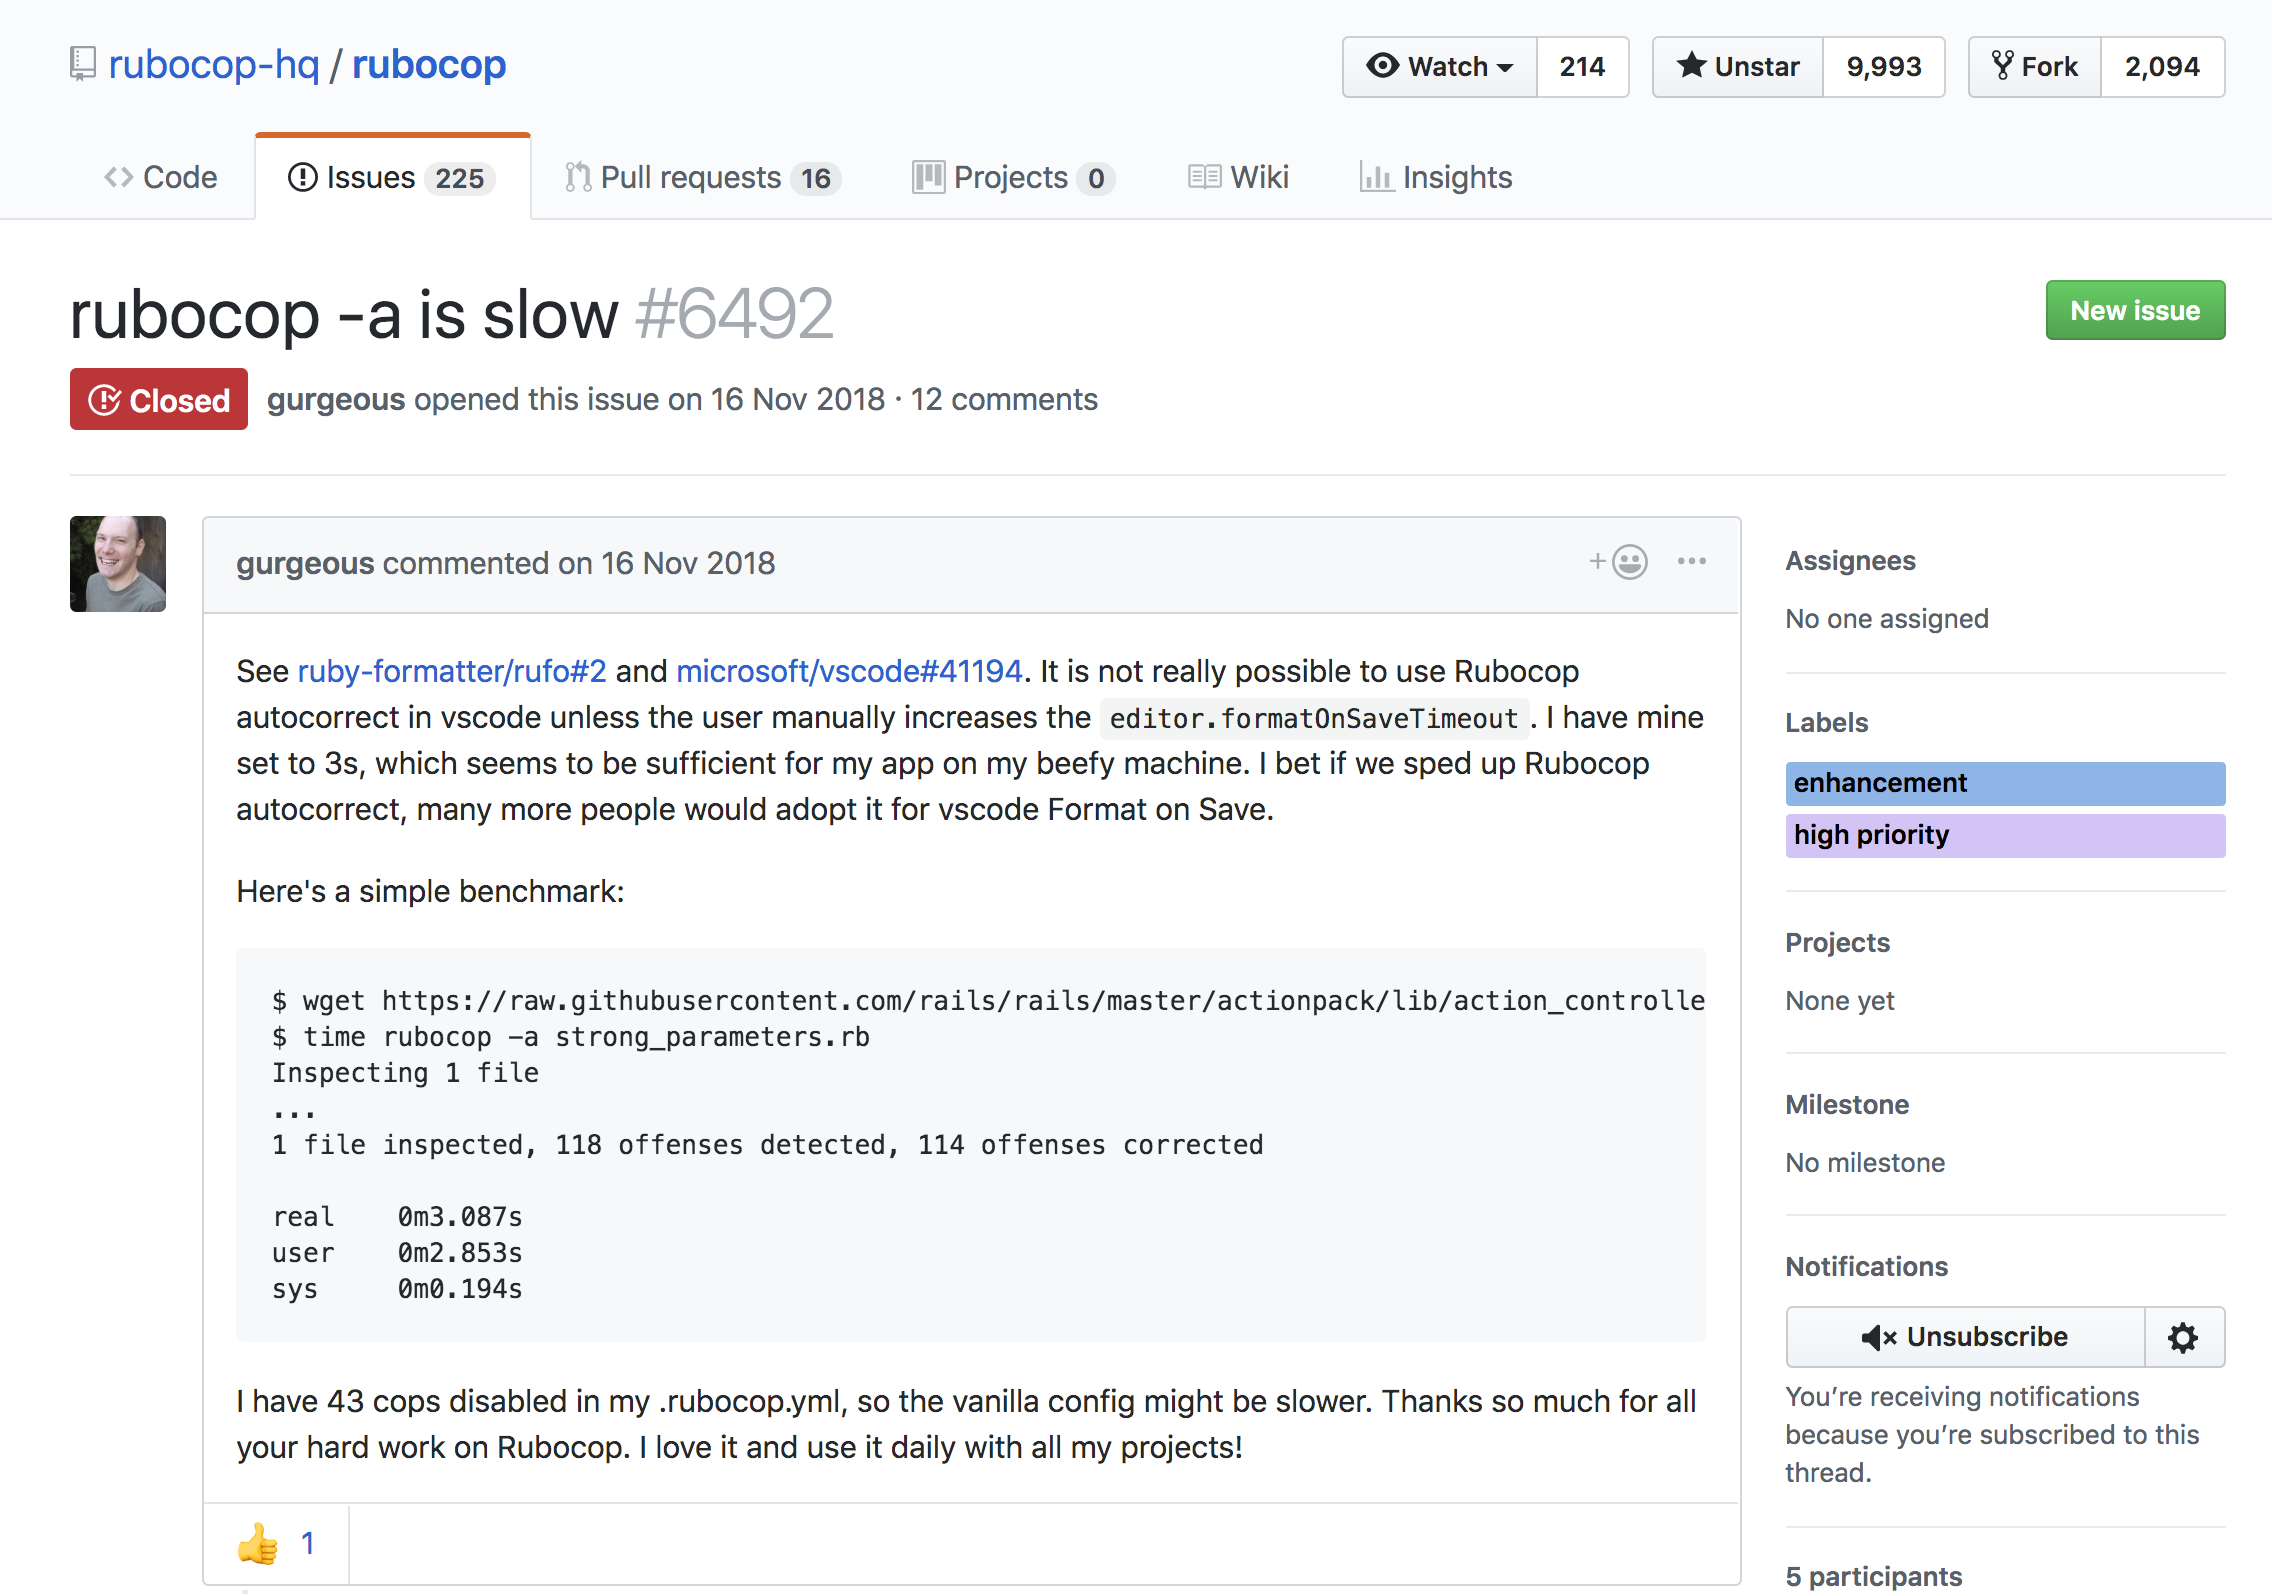 rubocop-hq / rubocop
Watch 214
Unstar 9,993
Fork 2,094
Code
Issues 225
Pull requests 16
Projects 0
Wiki
Insights
rubocop -a is slow #6492
New issue
Closed gurgeous opened this issue on 16 Nov 2018 · 12 comments
gurgeous commented on 16 Nov 2018
See ruby-formatter/rufo#2 and microsoft/vscode#41194. It is not really possible to use Rubocop
autocorrect in vscode unless the user manually increases the editor.formatOnSaveTimeout. I have mine
set to 3s, which seems to be sufficient for my app on my beefy machine. I bet if we sped up Rubocop
autocorrect, many more people would adopt it for vscode Format on Save.
Here's a simple benchmark:
$ wget https://raw.githubusercontent.com/rails/rails/master/actionpack/lib/action_controlle
$ time rubocop -a strong_parameters.rb
Inspecting 1 file
...
1 file inspected, 118 offenses detected, 114 offenses corrected
real 0m3.087s
user 0m2.853s
sys 0m0.194s
I have 43 cops disabled in my .rubocop.yml, so the vanilla config might be slower. Thanks so much for all
your hard work on Rubocop. I love it and use it daily with all my projects!
1
Assignees
No one assigned
Labels
enhancement
high priority
Projects
None yet
Milestone
No milestone
Notifications
Unsubscribe
You're receiving notifications
because you're subscribed to this
thread.
5 participants